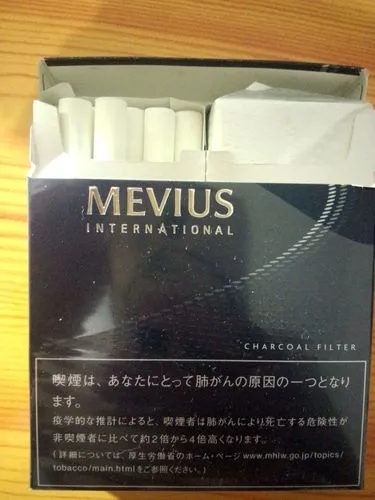 MEVIUS
INTERNATIONAL
CHARCOAL FILTER
喫煙は、あなたにとって肺がんの原因の一つとなり
ます。
疫学的な推計によると、喫煙者は肺がんにより死亡する危険性が
非喫煙者に比べて約2倍から4倍高くなります。
(詳細については、厚生労働省のホーム・ページ www.mhlw.go.jp/topics/
tobacco/main.htmlをご参照ください。)